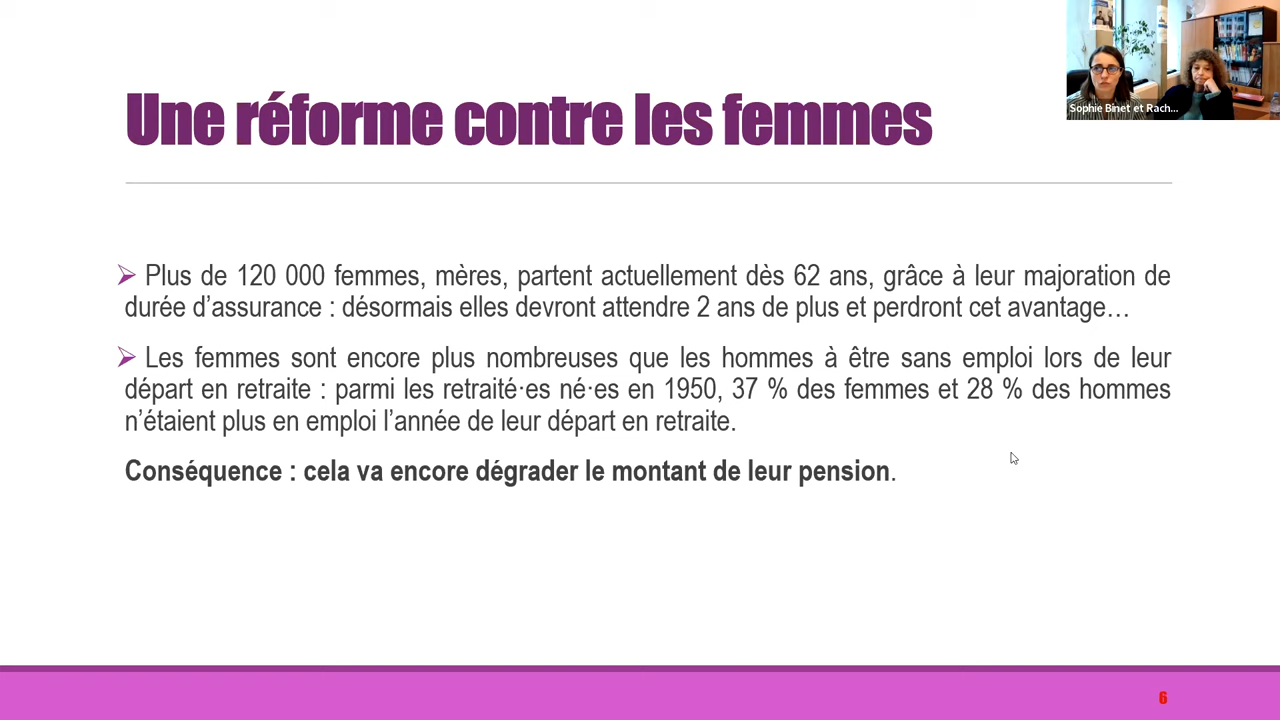 Sophie Binet et Rach...
Une réforme contre les femmes
➢ Plus de 120 000 femmes, mères, partent actuellement dès 62 ans, grâce à leur majoration de
durée d’assurance : désormais elles devront attendre 2 ans de plus et perdront cet avantage…
➢ Les femmes sont encore plus nombreuses que les hommes à être sans emploi lors de leur
départ en retraite : parmi les retraité·es né·es en 1950, 37 % des femmes et 28 % des hommes
n’étaient plus en emploi l’année de leur départ en retraite.
Conséquence : cela va encore dégrader le montant de leur pension.
6